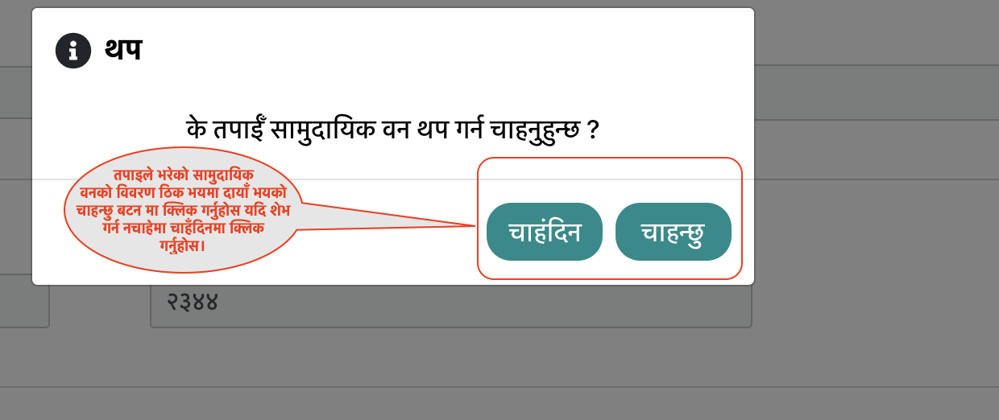 थप
के तपाईँ सामुदायिक वन थप गर्न चाहनुहुन्छ ?
तपाइले भरेको सामुदायिक
वनको विवरण ठिक भयमा दायाँ भयको
चाहन्छु बटन मा क्लिक गर्नुहोस यदि शेभ
गर्न नचाहेमा चाहँदिनमा क्लिक
गर्नुहोस।
चाहंदिन चाहन्छु
२३४४